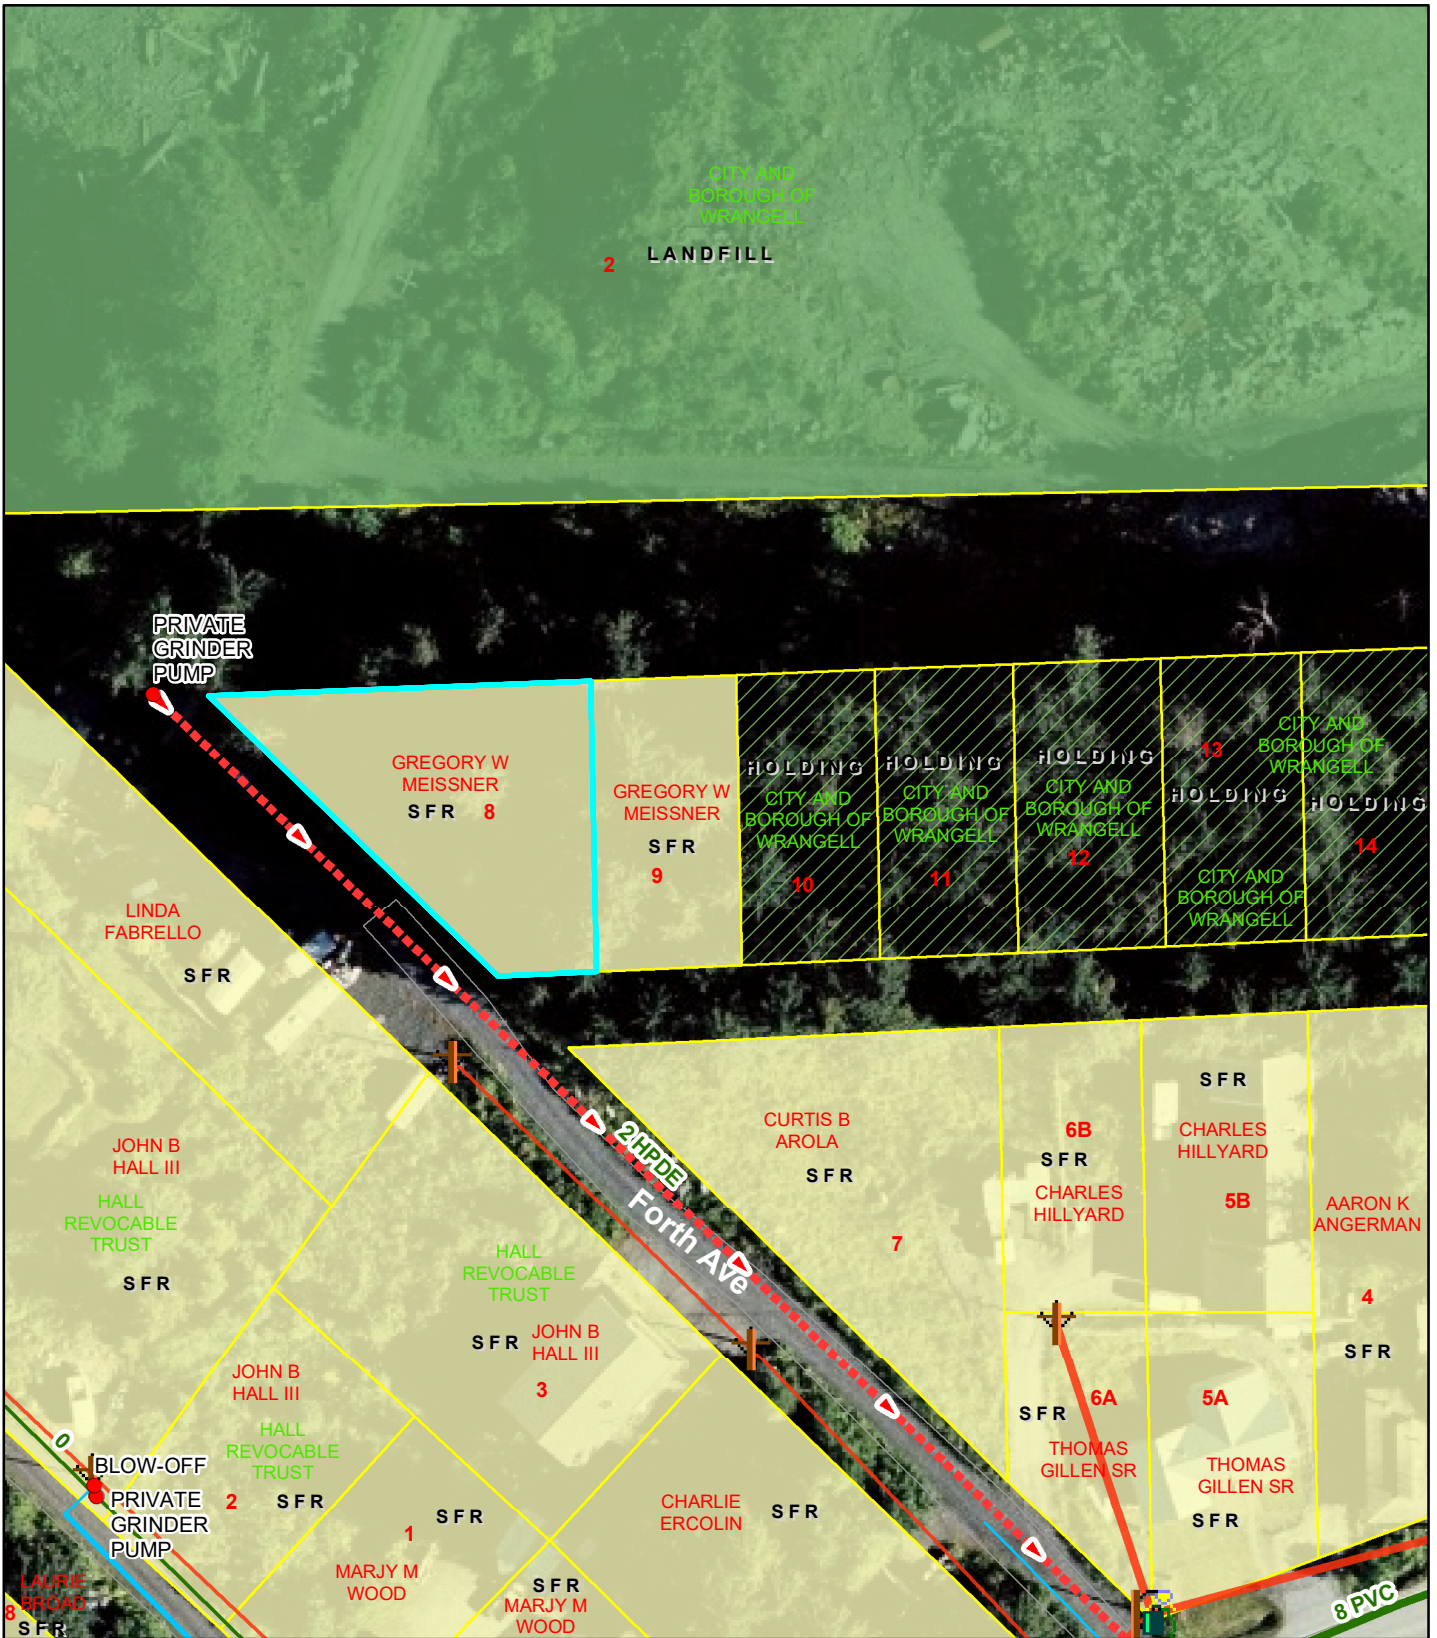 CITY AND
BOROUGH OF
WRANGELL
LANDFILL
2
PRIVATE
GRINDER
PUMP
GREGORY W
MEISSNER
SFR 8
GREGORY W
MEISSNER
SFR
9
HOLDING
CITY AND
BOROUGH OF
WRANGELL
10
HOLDING
CITY AND
BOROUGH OF
WRANGELL
11
HOLDING
CITY AND
BOROUGH OF
WRANGELL
12
13
HOLDING
CITY AND
BOROUGH OF
WRANGELL
CITY AND
BOROUGH OF
WRANGELL
HOLDING
14
LINDA
FABRELLO
SFR
JOHN B
HALL III
HALL
REVOCABLE
TRUST
SFR
2 HPDE
Forth Ave
CURTIS B
AROLA
SFR
7
6B
SFR
CHARLES
HILLYARD
SFR
CHARLES
HILLYARD
5B
AARON K
ANGERMAN
4
SFR
HALL
REVOCABLE
TRUST
SFR
JOHN B
HALL III
3
JOHN B
HALL III
HALL
REVOCABLE
TRUST
2 SFR
6A
SFR
THOMAS
GILLEN SR
5A
THOMAS
GILLEN SR
SFR
0
BLOW-OFF
PRIVATE
GRINDER
PUMP
SFR
1
MARJY M
WOOD
CHARLIE
ERCOLIN
SFR
SFR
MARJY M
WOOD
LAURIE
BROAD
8
SFR
8 PVC